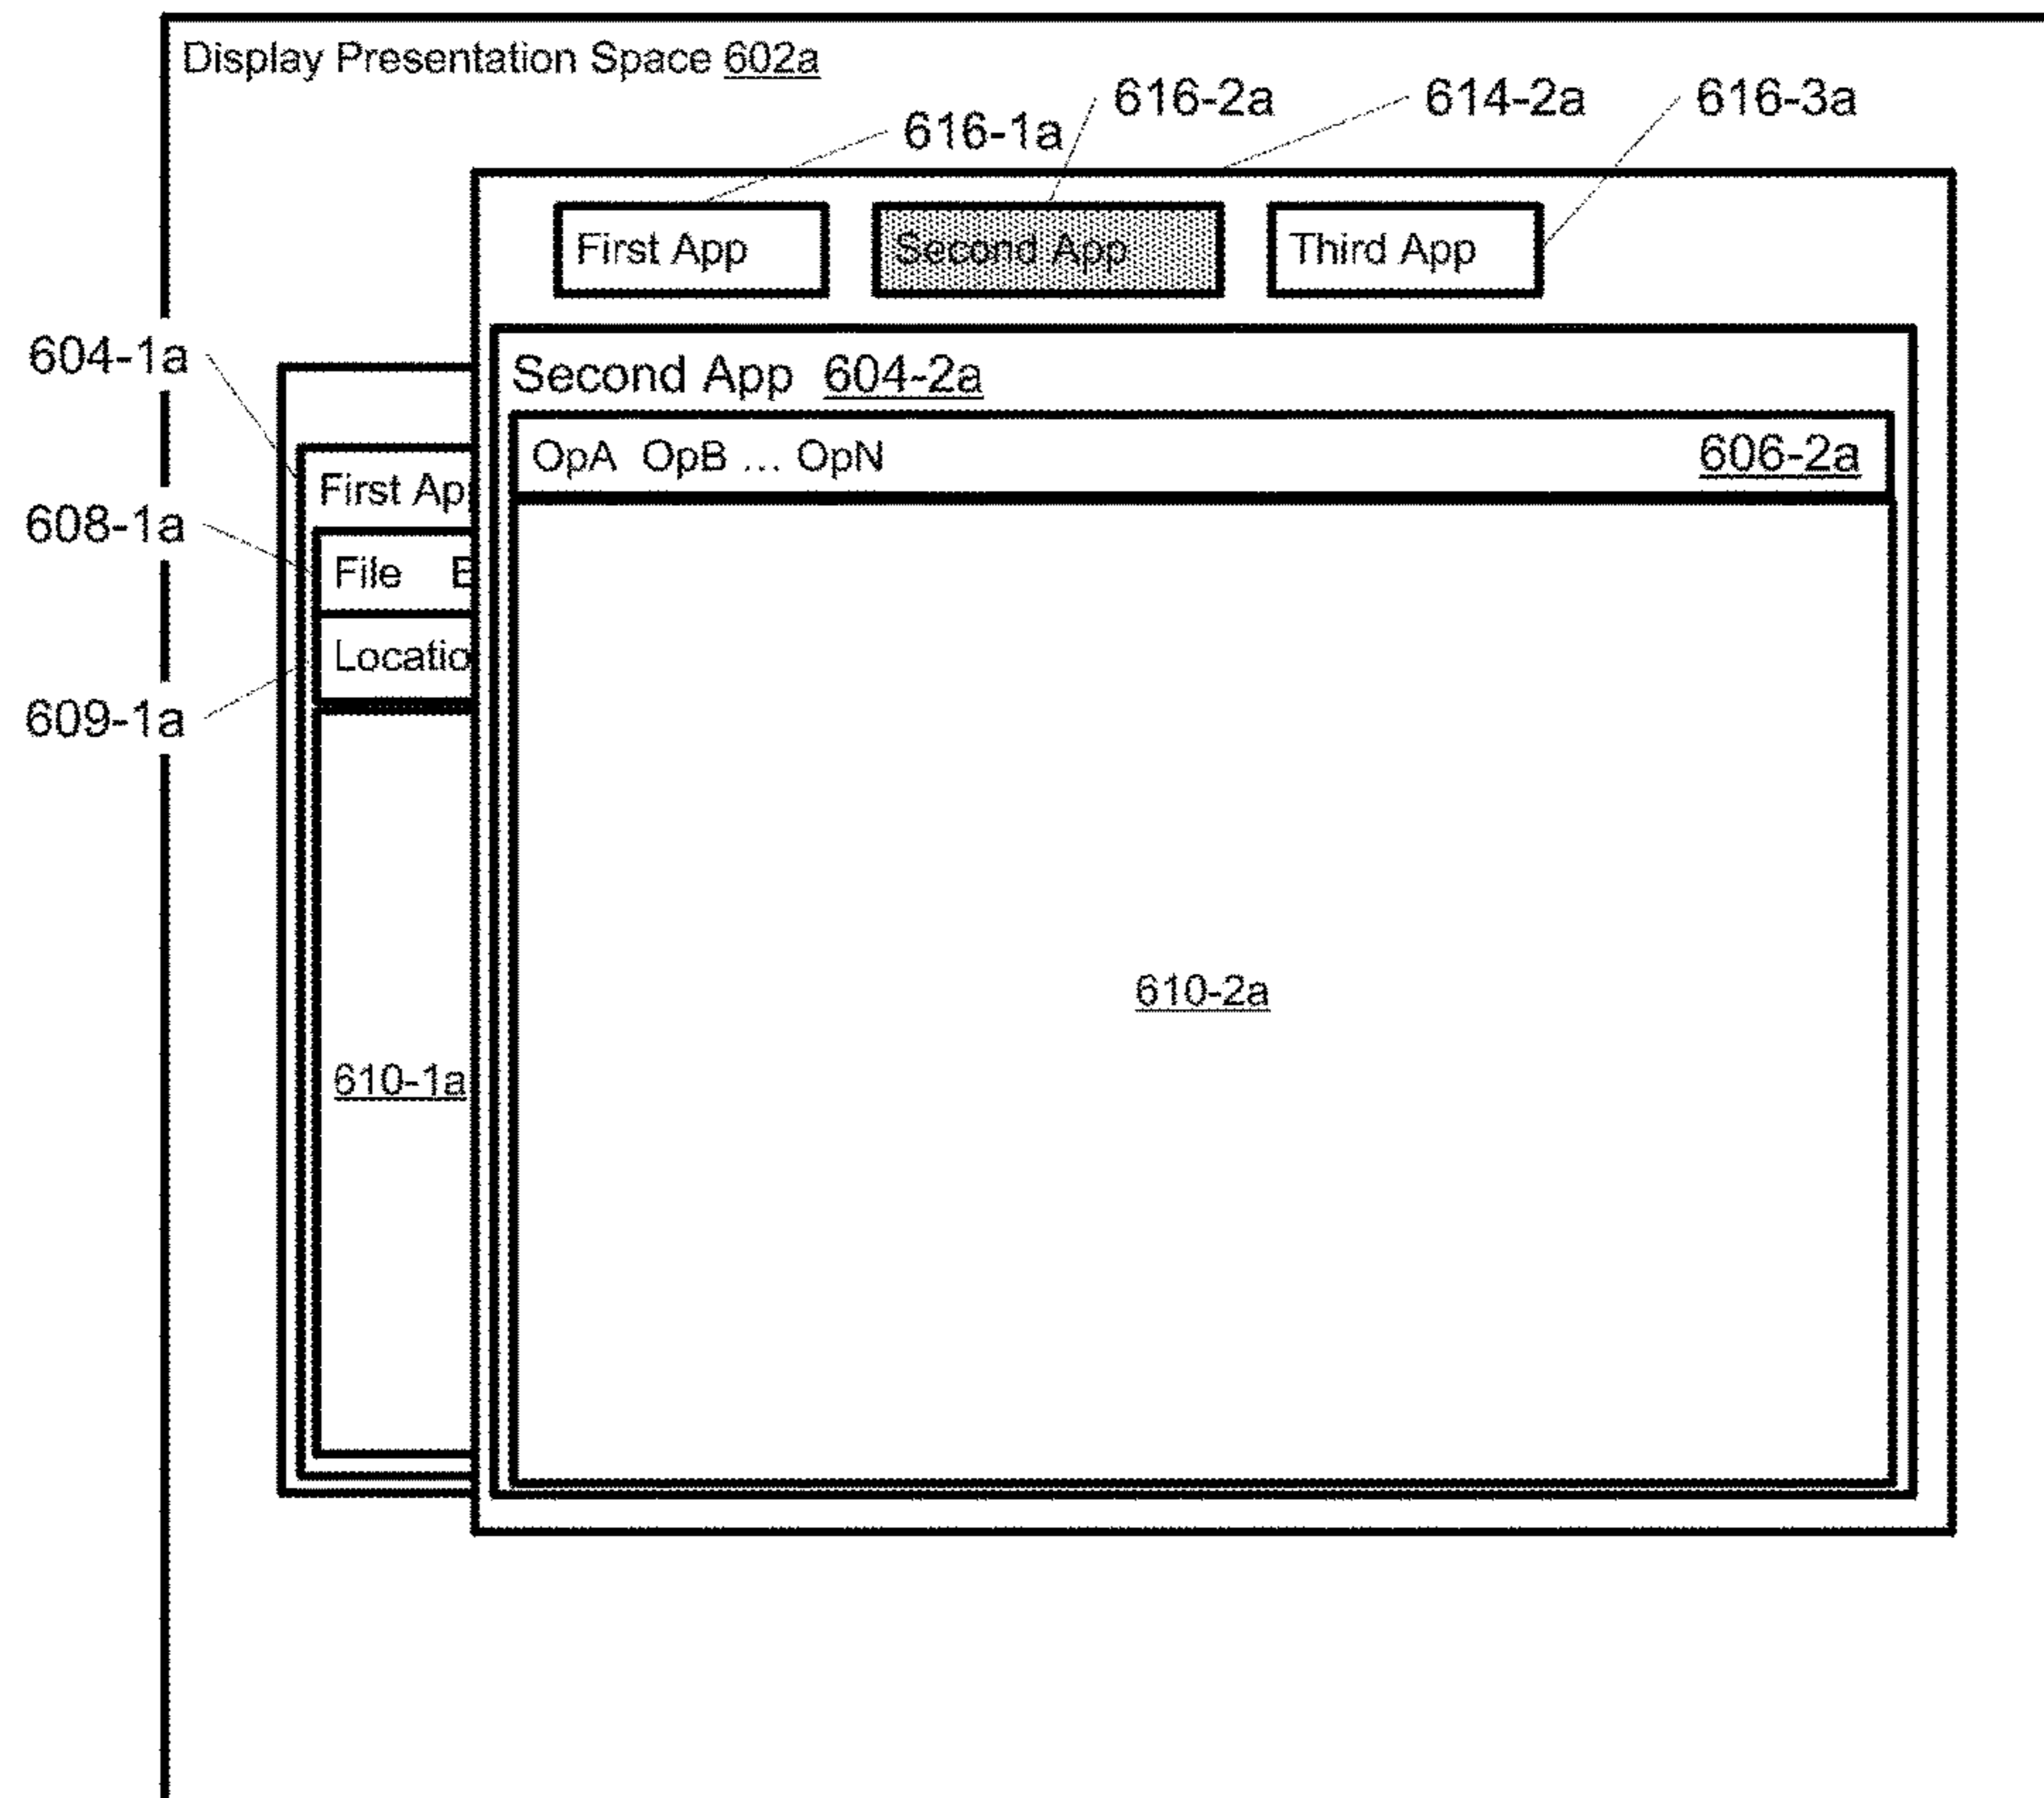 Display Presentation Space 602a
616-1a 616-2a 614-2a 616-3a
First App Second App Third App
604-1a
Second App 604-2a
OpA OpB ... OpN 606-2a
First Ap
608-1a
File E
Locatio
609-1a
610-2a
610-1a